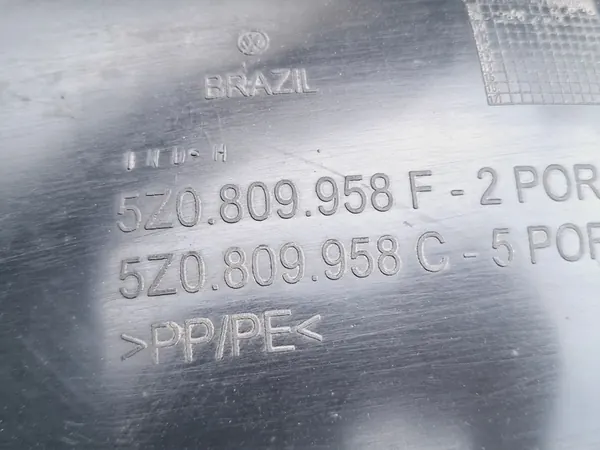 BRAZIL
5Z0.809.958 F - 2 POR
5Z0.809.958 C - 5 POR
>PP/PE<